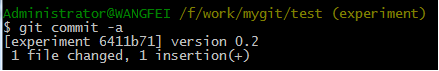 Administrator@WANGFEI /f/work/mygit/test (experiment)
$ git commit -a
[experiment 6411b71] version 0.2
1 file changed, 1 insertion(+)